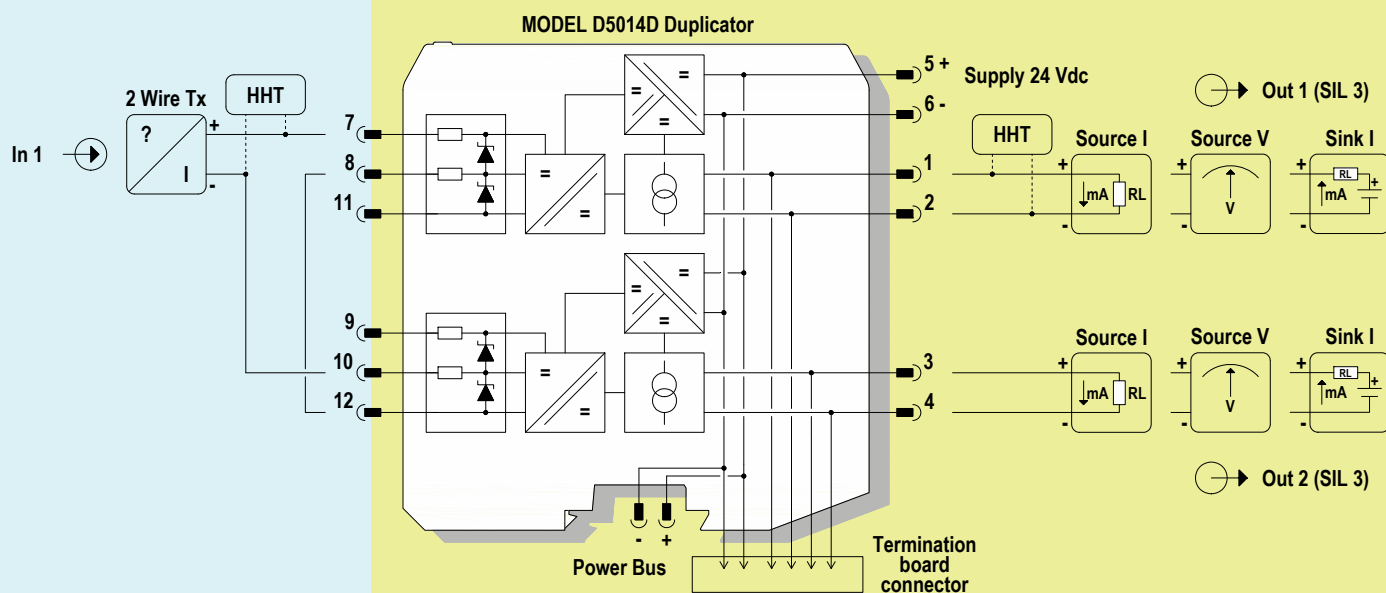 MODEL D5014D Duplicator
In 1
2 Wire Tx
?
I
+
-
HHT
7
8
11
9
10
12
=
=
=
=
=
=
=
=
=
=
5 +
6 -
Supply 24 Vdc
1
2
3
4
HHT
Out 1 (SIL 3)
Source I
+
-
mA
RL
Source V
+
-
V
Sink I
+
-
RL
mA
+
Source I
+
-
mA
RL
Source V
+
-
V
Sink I
+
-
RL
mA
+
Out 2 (SIL 3)
-
+
Power Bus
Termination
board
connector